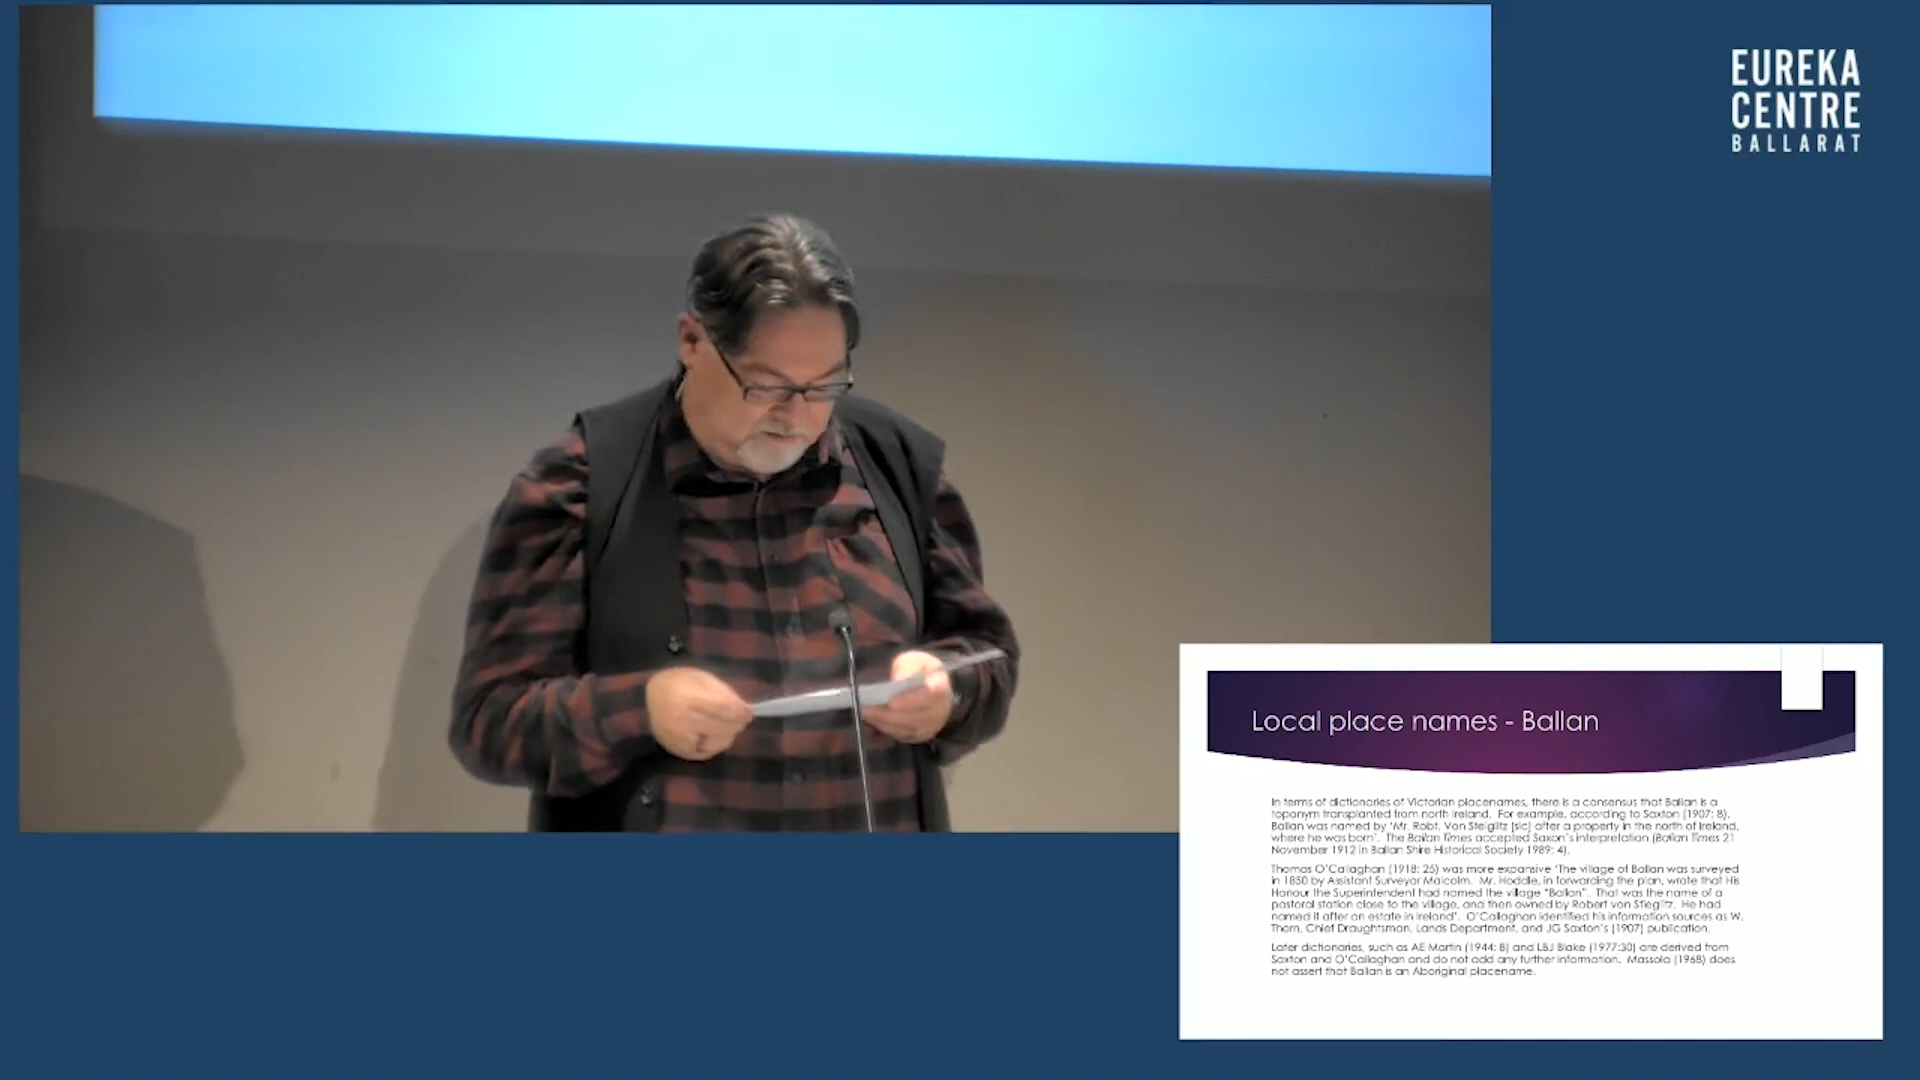 EUREKA
CENTRE
BALLARAT
Local place names - Ballan
In terms of dictionaries of Victorian placenames, there is a consensus that Ballan is a
toponym transplanted from north Ireland. For example, according to Saxton (1907: 8),
Ballan was named by 'Mr. Robt. Von Steiglitz [sic] after a property in the north of Ireland,
where he was born'. The Ballan Times accepted Saxon's interpretation (Ballan Times 21
November 1912 in Ballan Shire Historical Society 1989: 4).
Thomas O'Callaghan (1918: 25) was more expansive 'The village of Ballan was surveyed
in 1850 by Assistant Surveyor Malcolm. Mr. Hoddle, in forwarding the plan, wrote that His
Honour the Superintendent had named the village "Ballan". That was the name of a
pastoral station close to the village, and then owned by Robert von Stieglitz. He had
named it after an estate in Ireland'. O'Callaghan identified his information sources as W.
Thorn, Chief Draughtsman, Lands Department, and JG Saxton's (1907) publication.
Later dictionaries, such as AE Martin (1944: 8) and LBJ Blake (1977:30) are derived from
Saxton and O'Callaghan and do not add any further information. Massola (1968) does
not assert that Ballan is an Aboriginal placename.